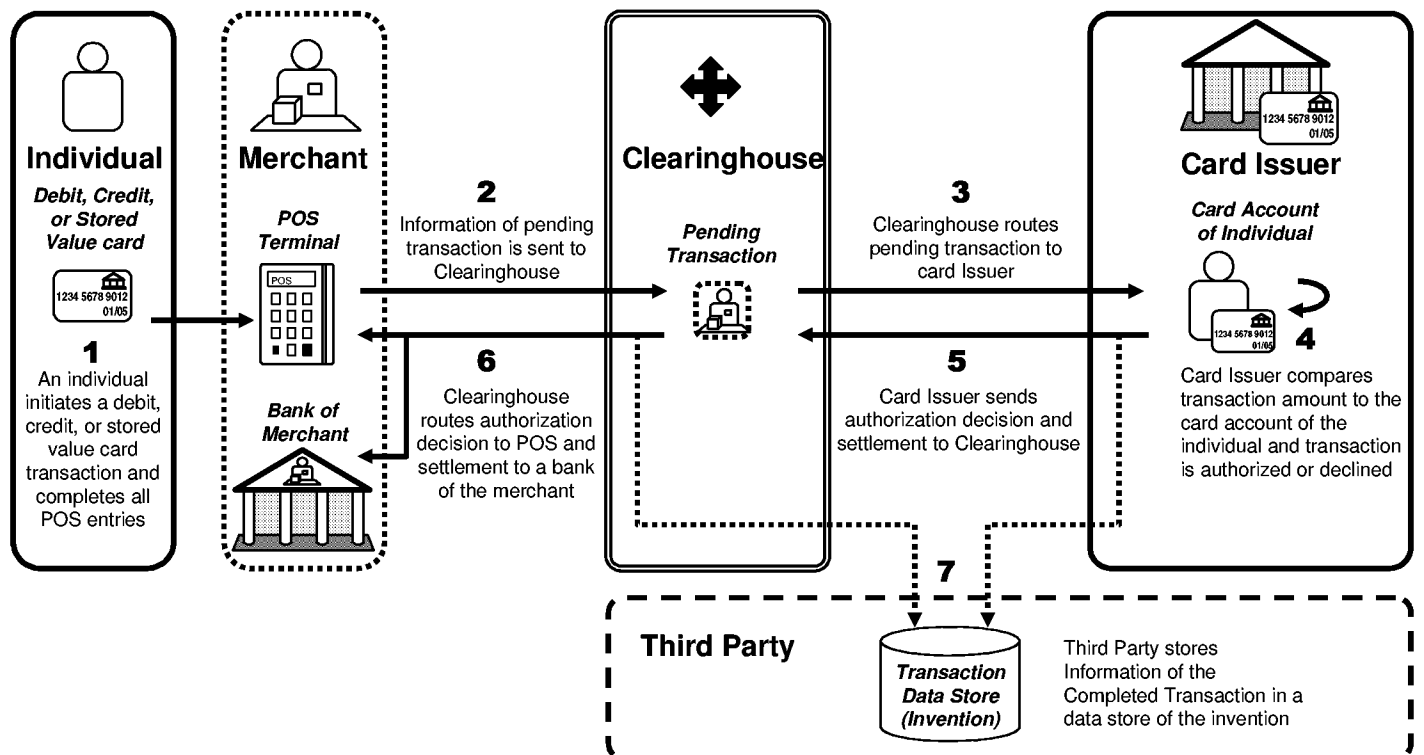 Individual
Debit, Credit,
or Stored
Value card
1234 5678 9012
01/05
1
An individual
initiates a debit,
credit, or stored
value card
transaction and
completes all
POS entries
Merchant
POS
Terminal
POS
Bank of
Merchant
2
Information of pending
transaction is sent to
Clearinghouse
6
Clearinghouse
routes authorization
decision to POS and
settlement to a bank
of the merchant
Clearinghouse
Pending
Transaction
3
Clearinghouse routes
pending transaction to
card Issuer
5
Card Issuer sends
authorization decision and
settlement to Clearinghouse
1234 5678 9012
01/05
Card Issuer
Card Account
of Individual
1234 5678 9012
01/05
4
Card Issuer compares
transaction amount to the
card account of the
individual and transaction
is authorized or declined
7
Third Party
Transaction
Data Store
(Invention)
Third Party stores
Information of the
Completed Transaction in a
data store of the invention